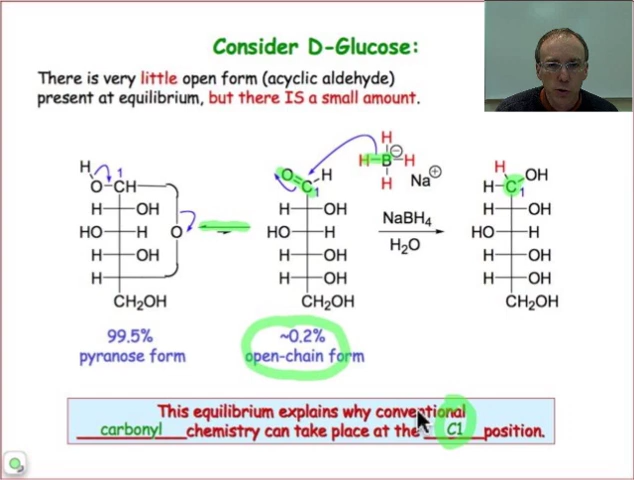 Consider D-Glucose:
There is very little open form (acyclic aldehyde)
present at equilibrium, but there IS a small amount.
H
1
O CH
H OH
HO H O
H OH
H
CH₂OH
99.5%
pyranose form
O H
C
1
H OH
HO H
H OH
H OH
CH₂OH
~0.2%
open-chain form
H
H B⊖ H
H
Na⊕
NaBH4
H₂O
H OH
H C
1
H OH
HO H
H OH
H OH
CH₂OH
This equilibrium explains why conventional
carbonyl chemistry can take place at the C1 position.